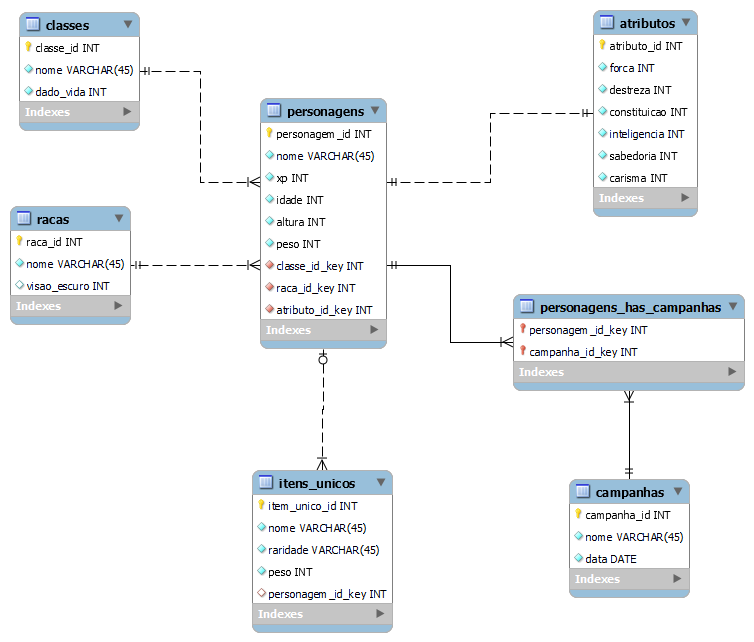 classes
classe_id INT
nome VARCHAR(45)
dado_vida INT
Indexes
atributos
atributo_id INT
forca INT
destreza INT
constituicao INT
inteligencia INT
sabedoria INT
carisma INT
Indexes
personagens
personagem_id INT
nome VARCHAR(45)
xp INT
idade INT
altura INT
peso INT
classe_id_key INT
raca_id_key INT
atributo_id_key INT
Indexes
racas
raca_id INT
nome VARCHAR(45)
visao_escuro INT
Indexes
personagens_has_campanhas
personagem_id_key INT
campanha_id_key INT
Indexes
itens_unicos
item_unico_id INT
nome VARCHAR(45)
raridade VARCHAR(45)
peso INT
personagem_id_key INT
Indexes
campanhas
campanha_id INT
nome VARCHAR(45)
data DATE
Indexes